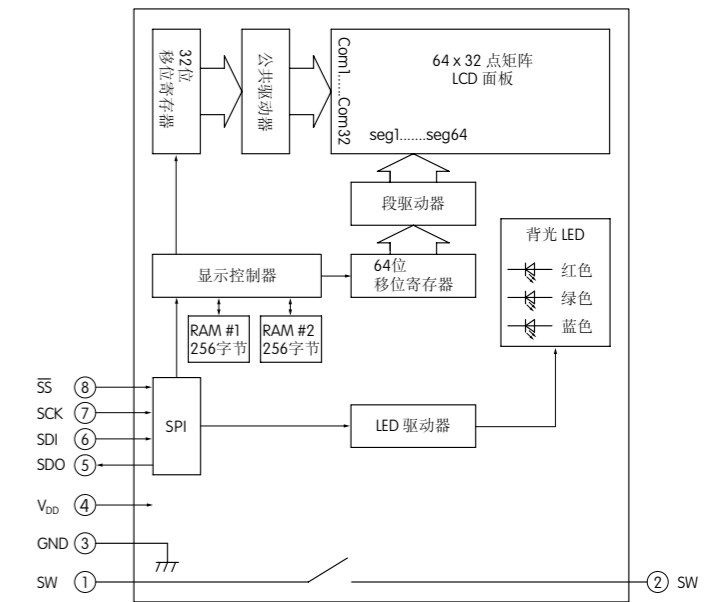 32位
移位寄存器
公共驱动器
Com1......Com32
64 x 32 点矩阵
LCD 面板
seg1.......seg64
段驱动器
背光 LED
红色
绿色
蓝色
显示控制器
64位
移位寄存器
RAM #1
256字节
RAM #2
256字节
SS 8
SCK 7
SDI 6
SDO 5
SPI
LED 驱动器
VDD 4
GND 3
SW 1
2 SW